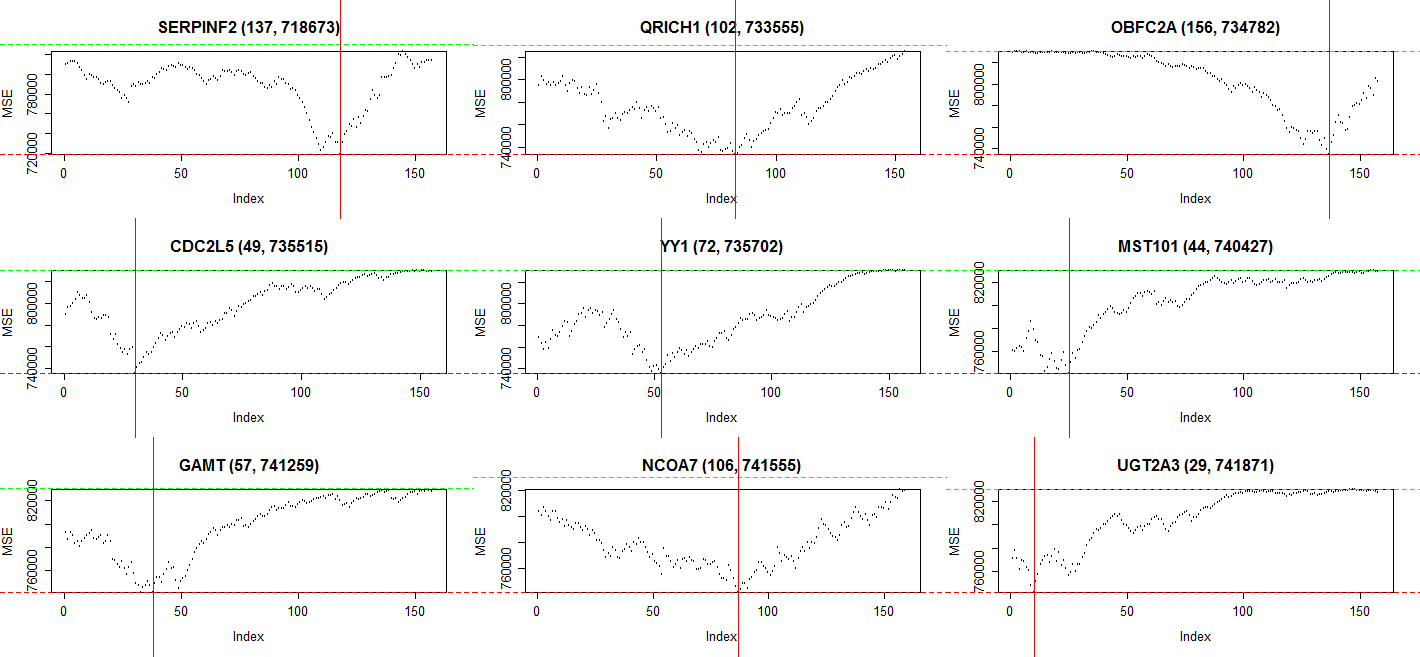 SERPINF2 (137, 718673)
MSE
720000 780000
0 50 100 150
Index
QRICH1 (102, 733555)
MSE
740000 800000
0 50 100 150
Index
OBFC2A (156, 734782)
MSE
740000 800000
0 50 100 150
Index
CDC2L5 (49, 735515)
MSE
740000 800000
0 50 100 150
Index
YY1 (72, 735702)
MSE
740000 800000
0 50 100 150
Index
MST101 (44, 740427)
MSE
760000 820000
0 50 100 150
Index
GAMT (57, 741259)
MSE
760000 820000
0 50 100 150
Index
NCOA7 (106, 741555)
MSE
760000 820000
0 50 100 150
Index
UGT2A3 (29, 741871)
MSE
760000 820000
0 50 100 150
Index